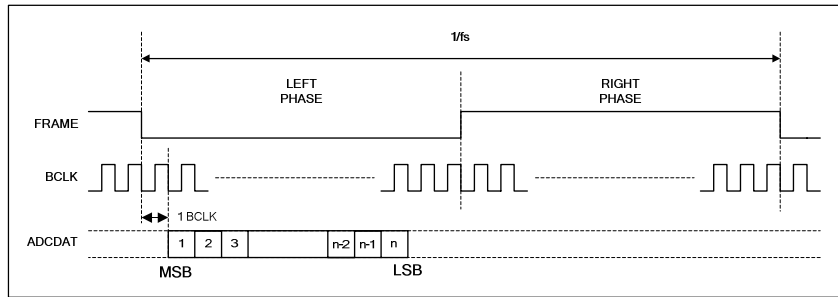 1/fs
LEFT
PHASE
RIGHT
PHASE
FRAME
BCLK
1 BCLK
ADCDAT
1 2 3 n-2 n-1 n
MSB LSB